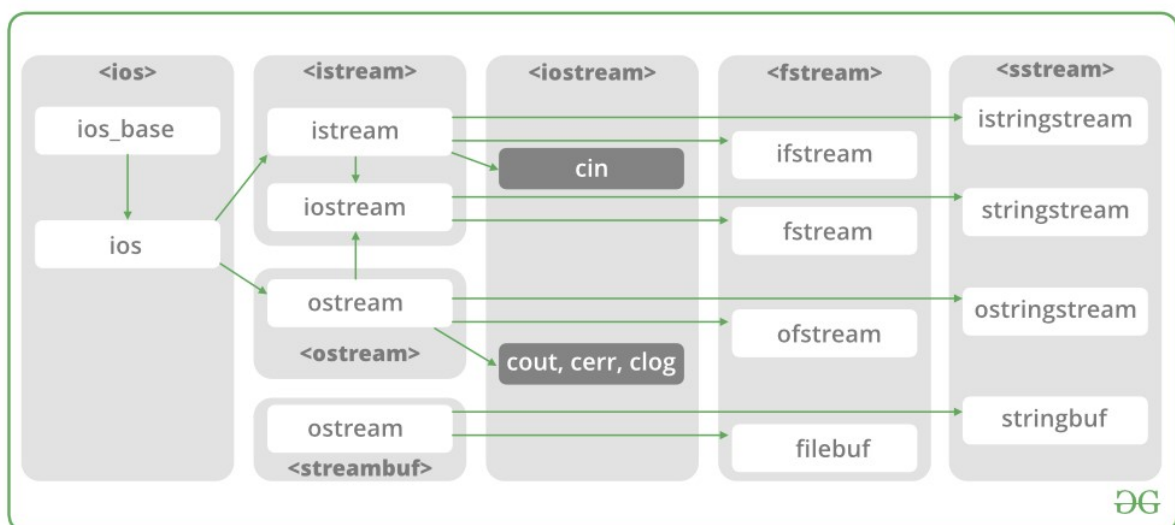 <ios>
ios_base
ios
<istream>
istream
iostream
ostream
<ostream>
ostream
<streambuf>
<iostream>
cin
cout, cerr, clog
<fstream>
ifstream
fstream
ofstream
filebuf
<sstream>
istringstream
stringstream
ostringstream
stringbuf